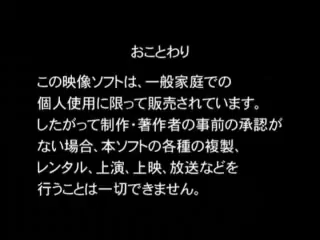 おことわり
この映像ソフトは、一般家庭での
個人使用に限って販売されています。
したがって制作・著作者の事前の承認が
ない場合、本ソフトの各種の複製、
レンタル、上演、上映、放送などを
行うことは一切できません。